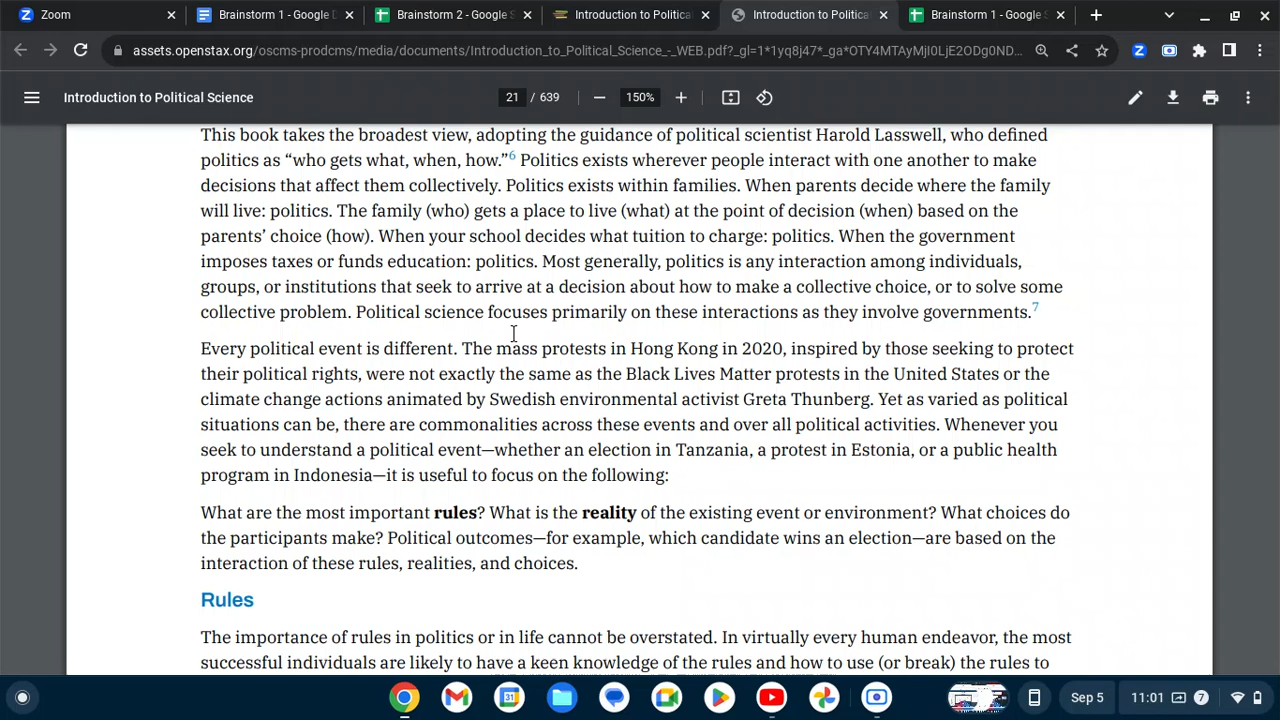 Zoom
Brainstorm 1 - Google D
Brainstorm 2 - Google S
Introduction to Political
Introduction to Political
Brainstorm 1 - Google S
assets.openstax.org/oscms-prodcms/media/documents/Introduction_to_Political_Science_-_WEB.pdf?_gl=1*1yq8j47*_ga*OTY4MTAyMjI0LjE2ODg0ND...
Introduction to Political Science
21 / 639
150%
This book takes the broadest view, adopting the guidance of political scientist Harold Lasswell, who defined
politics as “who gets what, when, how.”6 Politics exists wherever people interact with one another to make
decisions that affect them collectively. Politics exists within families. When parents decide where the family
will live: politics. The family (who) gets a place to live (what) at the point of decision (when) based on the
parents’ choice (how). When your school decides what tuition to charge: politics. When the government
imposes taxes or funds education: politics. Most generally, politics is any interaction among individuals,
groups, or institutions that seek to arrive at a decision about how to make a collective choice, or to solve some
collective problem. Political science focuses primarily on these interactions as they involve governments.7
Every political event is different. The mass protests in Hong Kong in 2020, inspired by those seeking to protect
their political rights, were not exactly the same as the Black Lives Matter protests in the United States or the
climate change actions animated by Swedish environmental activist Greta Thunberg. Yet as varied as political
situations can be, there are commonalities across these events and over all political activities. Whenever you
seek to understand a political event—whether an election in Tanzania, a protest in Estonia, or a public health
program in Indonesia—it is useful to focus on the following:
What are the most important rules? What is the reality of the existing event or environment? What choices do
the participants make? Political outcomes—for example, which candidate wins an election—are based on the
interaction of these rules, realities, and choices.
Rules
The importance of rules in politics or in life cannot be overstated. In virtually every human endeavor, the most
successful individuals are likely to have a keen knowledge of the rules and how to use (or break) the rules to
Sep 5
11:01
7